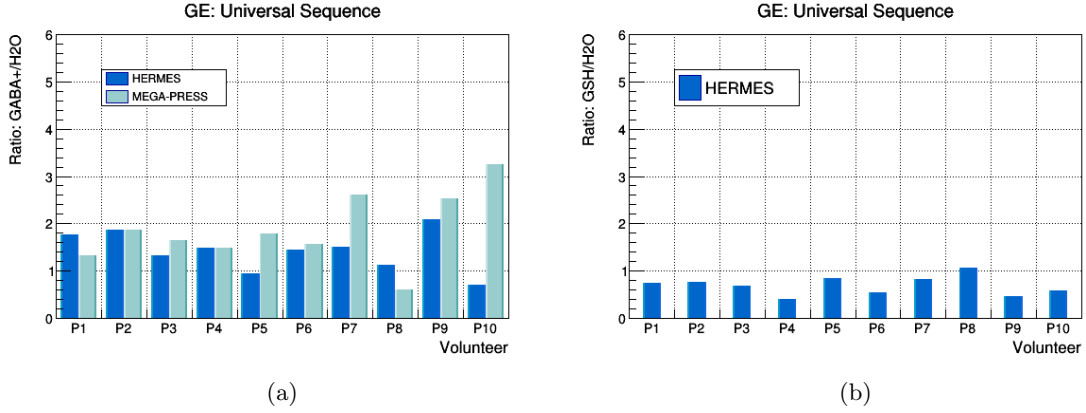 GE: Universal Sequence
Ratio: GABA+/H2O
6
5
4
3
2
1
0
HERMES
MEGA-PRESS
P1 P2 P3 P4 P5 P6 P7 P8 P9 P10
Volunteer
(a)
GE: Universal Sequence
Ratio: GSH/H2O
6
5
4
3
2
1
0
HERMES
P1 P2 P3 P4 P5 P6 P7 P8 P9 P10
Volunteer
(b)